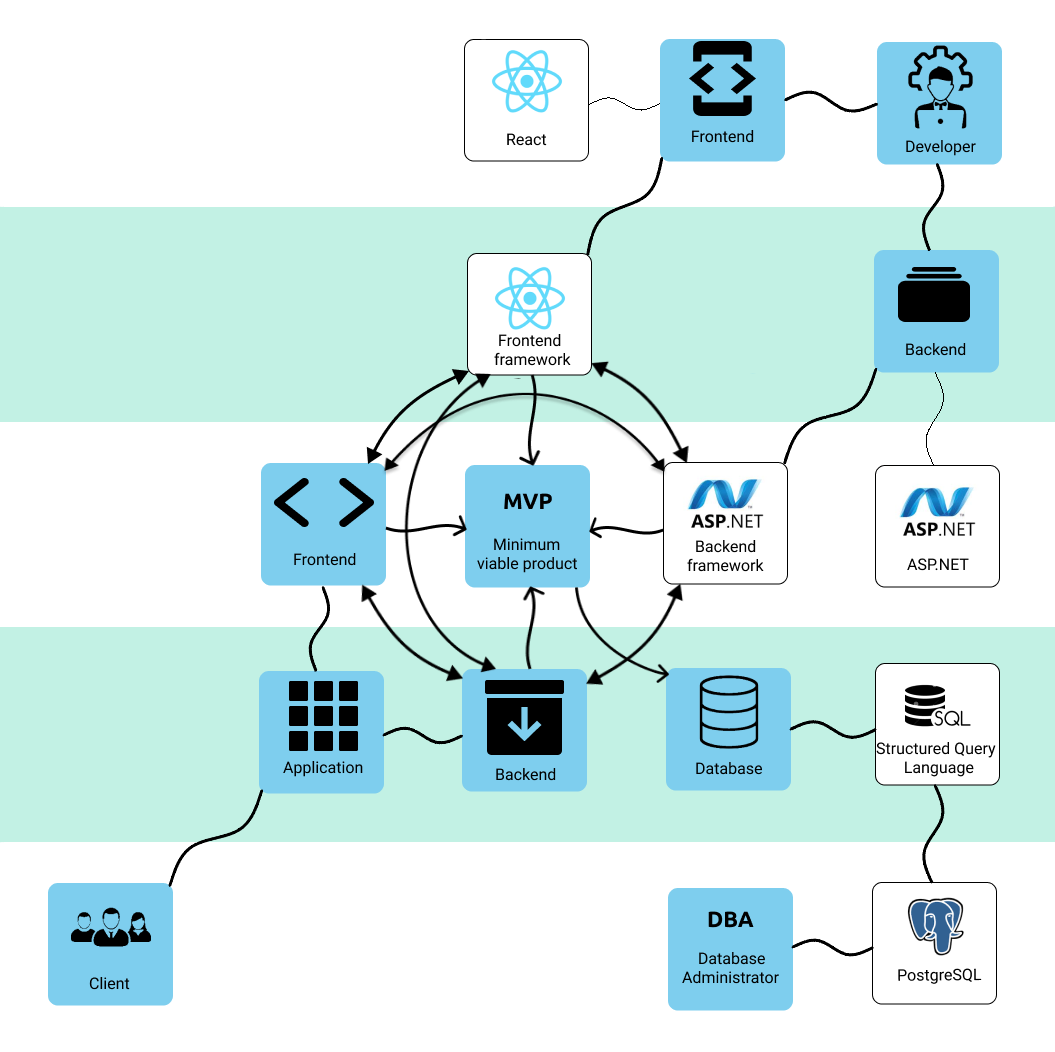 React
Frontend
Developer
Frontend
framework
Backend
Frontend
MVP
Minimum
viable product
ASP.NET
Backend
framework
ASP.NET
ASP.NET
Application
Backend
Database
SQL
Structured Query
Language
Client
DBA
Database
Administrator
PostgreSQL